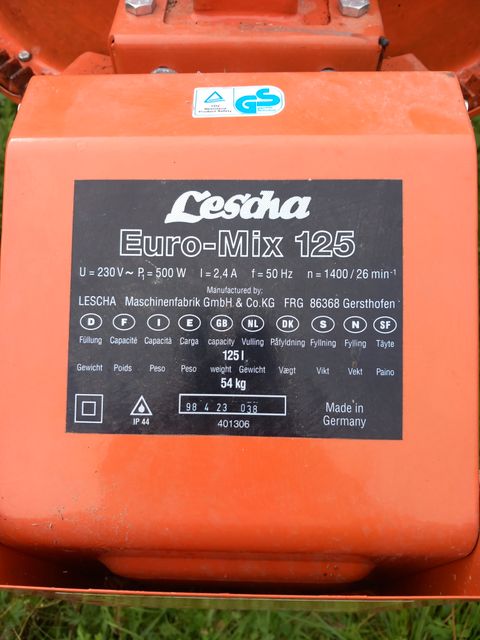 GS
Lescha
Euro-Mix 125
U = 230 V ~ P₁ = 500 W I = 2,4 A f = 50 Hz n = 1400 / 26 min⁻¹
Manufactured by:
LESCHA Maschinenfabrik GmbH & Co.KG FRG 86368 Gersthofen
D F I E GB NL DK S N SF
Füllung Capacité Capacità Carga capacity Vulling Påfyldning Fyllning Fylling Täyte
125 l
Gewicht Poids Peso Peso weight Gewicht Vægt Vikt Vekt Paino
54 kg
98 4 23 038
IP 44
401306
Made in
Germany